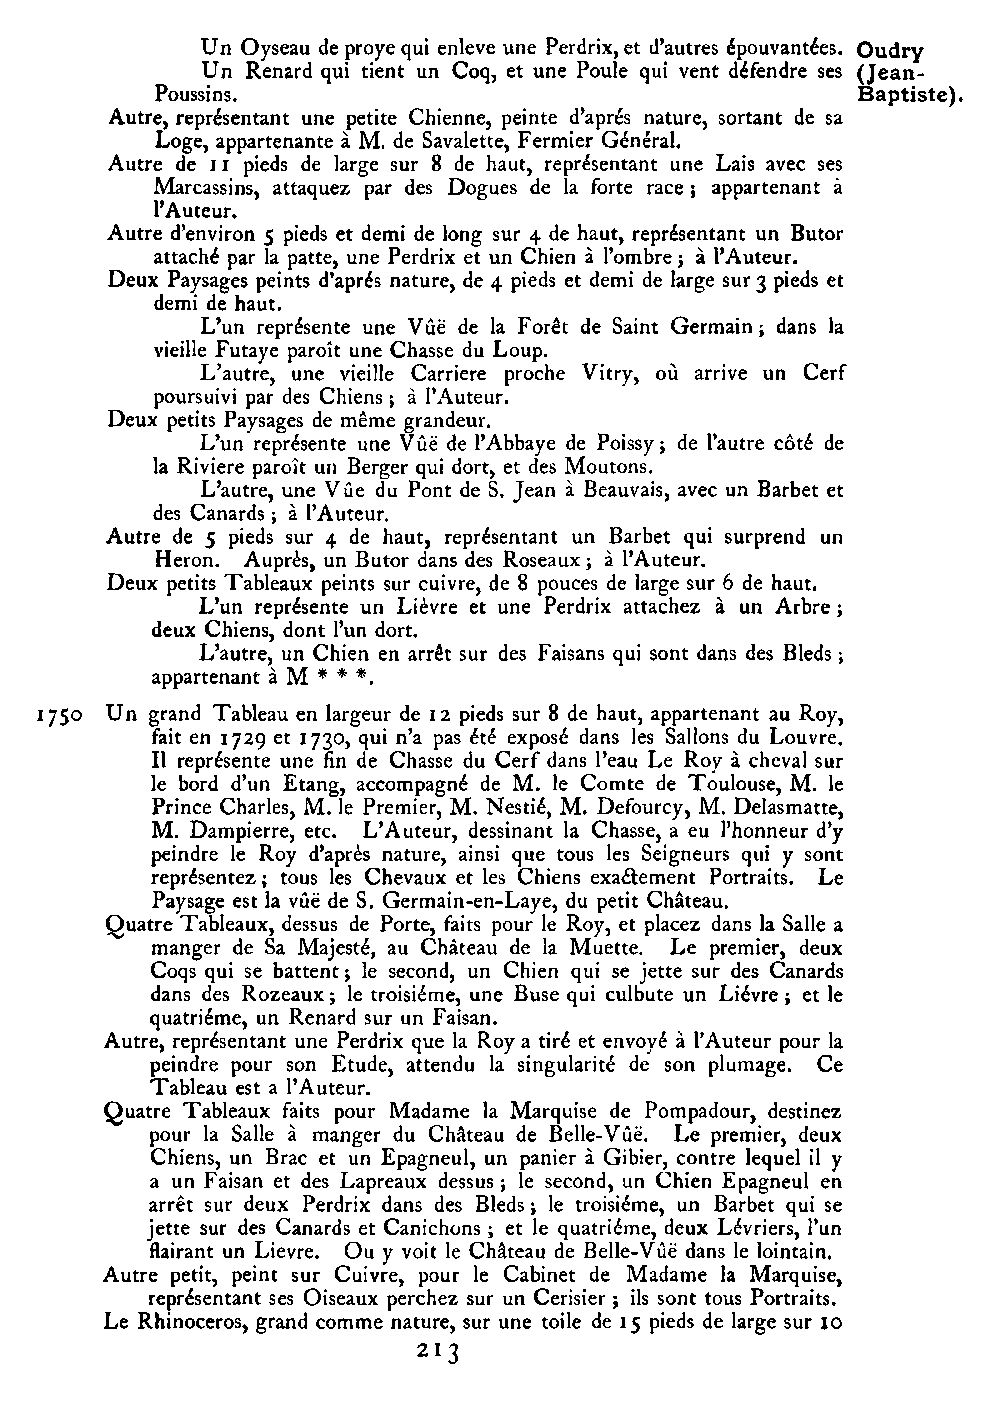 Un Oyseau de proye qui enleve une Perdrix, et d'autres épouvantées. Oudry
Un Renard qui tient un Coq, et une Poule qui vent défendre ses (Jean-
Poussins. Baptiste).
Autre, représentant une petite Chienne, peinte d'aprés nature, sortant de sa
Loge, appartenante à M. de Savalette, Fermier Général.
Autre de 11 pieds de large sur 8 de haut, représentant une Lais avec ses
Marcassins, attaquez par des Dogues de la forte race ; appartenant à
l'Auteur.
Autre d'environ 5 pieds et demi de long sur 4 de haut, représentant un Butor
attaché par la patte, une Perdrix et un Chien à l'ombre ; à l'Auteur.
Deux Paysages peints d'aprés nature, de 4 pieds et demi de large sur 3 pieds et
demi de haut.
L'un représente une Vûë de la Forêt de Saint Germain ; dans la
vieille Futaye paroît une Chasse du Loup.
L'autre, une vieille Carriere proche Vitry, où arrive un Cerf
poursuivi par des Chiens ; à l'Auteur.
Deux petits Paysages de même grandeur.
L'un représente une Vûë de l'Abbaye de Poissy ; de l'autre côté de
la Riviere paroît un Berger qui dort, et des Moutons.
L'autre, une Vûe du Pont de S. Jean à Beauvais, avec un Barbet et
des Canards ; à l'Auteur.
Autre de 5 pieds sur 4 de haut, représentant un Barbet qui surprend un
Heron. Auprès, un Butor dans des Roseaux ; à l'Auteur.
Deux petits Tableaux peints sur cuivre, de 8 pouces de large sur 6 de haut.
L'un représente un Lièvre et une Perdrix attachez à un Arbre ;
deux Chiens, dont l'un dort.
L'autre, un Chien en arrêt sur des Faisans qui sont dans des Bleds ;
appartenant à M * * *.
1750 Un grand Tableau en largeur de 12 pieds sur 8 de haut, appartenant au Roy,
fait en 1729 et 1730, qui n'a pas été exposé dans les Sallons du Louvre.
Il représente une fin de Chasse du Cerf dans l'eau Le Roy à cheval sur
le bord d'un Etang, accompagné de M. le Comte de Toulouse, M. le
Prince Charles, M. le Premier, M. Nestié, M. Defourcy, M. Delasmatte,
M. Dampierre, etc. L'Auteur, dessinant la Chasse, a eu l'honneur d'y
peindre le Roy d'après nature, ainsi que tous les Seigneurs qui y sont
représentez ; tous les Chevaux et les Chiens exactement Portraits. Le
Paysage est la vûë de S. Germain-en-Laye, du petit Château.
Quatre Tableaux, dessus de Porte, faits pour le Roy, et placez dans la Salle a
manger de Sa Majesté, au Château de la Muette. Le premier, deux
Coqs qui se battent ; le second, un Chien qui se jette sur des Canards
dans des Rozeaux ; le troisiéme, une Buse qui culbute un Liévre ; et le
quatriéme, un Renard sur un Faisan.
Autre, représentant une Perdrix que la Roy a tiré et envoyé à l'Auteur pour la
peindre pour son Etude, attendu la singularité de son plumage. Ce
Tableau est a l'Auteur.
Quatre Tableaux faits pour Madame la Marquise de Pompadour, destinez
pour la Salle à manger du Château de Belle-Vûë. Le premier, deux
Chiens, un Brac et un Epagneul, un panier à Gibier, contre lequel il y
a un Faisan et des Lapreaux dessus ; le second, un Chien Epagneul en
arrêt sur deux Perdrix dans des Bleds ; le troisiéme, un Barbet qui se
jette sur des Canards et Canichons ; et le quatriéme, deux Lévriers, l'un
flairant un Lievre. Ou y voit le Château de Belle-Vûë dans le lointain.
Autre petit, peint sur Cuivre, pour le Cabinet de Madame la Marquise,
représentant ses Oiseaux perchez sur un Cerisier ; ils sont tous Portraits.
Le Rhinoceros, grand comme nature, sur une toile de 15 pieds de large sur 10
213